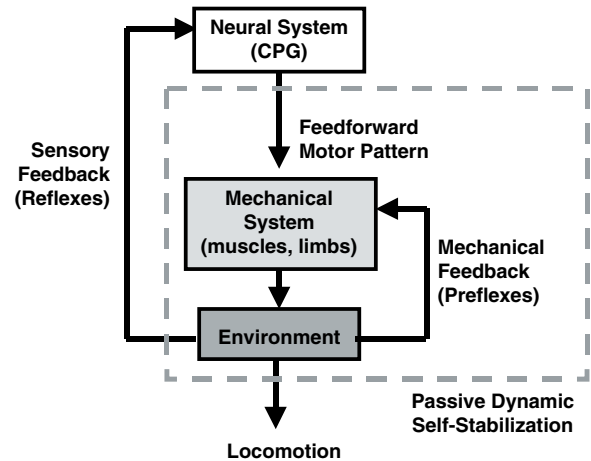 Neural System
(CPG)
Feedforward
Motor Pattern
Sensory
Feedback
(Reflexes)
Mechanical
System
(muscles, limbs)
Mechanical
Feedback
(Preflexes)
Environment
Passive Dynamic
Self-Stabilization
Locomotion